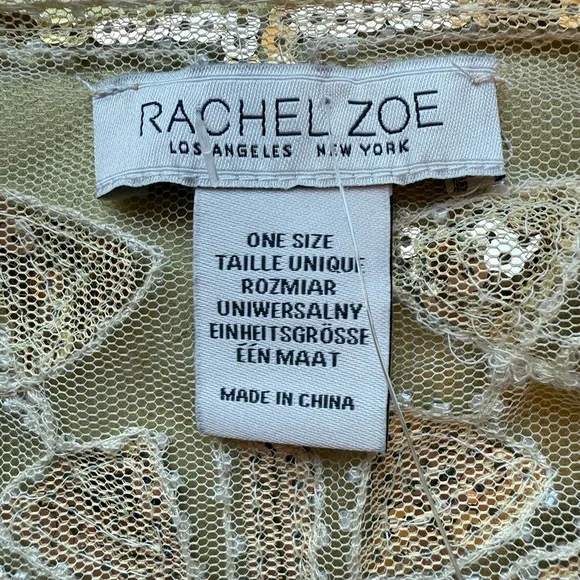 RACHEL ZOE
LOS ANGELES NEW YORK
ONE SIZE
TAILLE UNIQUE
ROZMIAR
UNIWERSALNY
EINHEITSGRÖSSE
ÉÉN MAAT
MADE IN CHINA